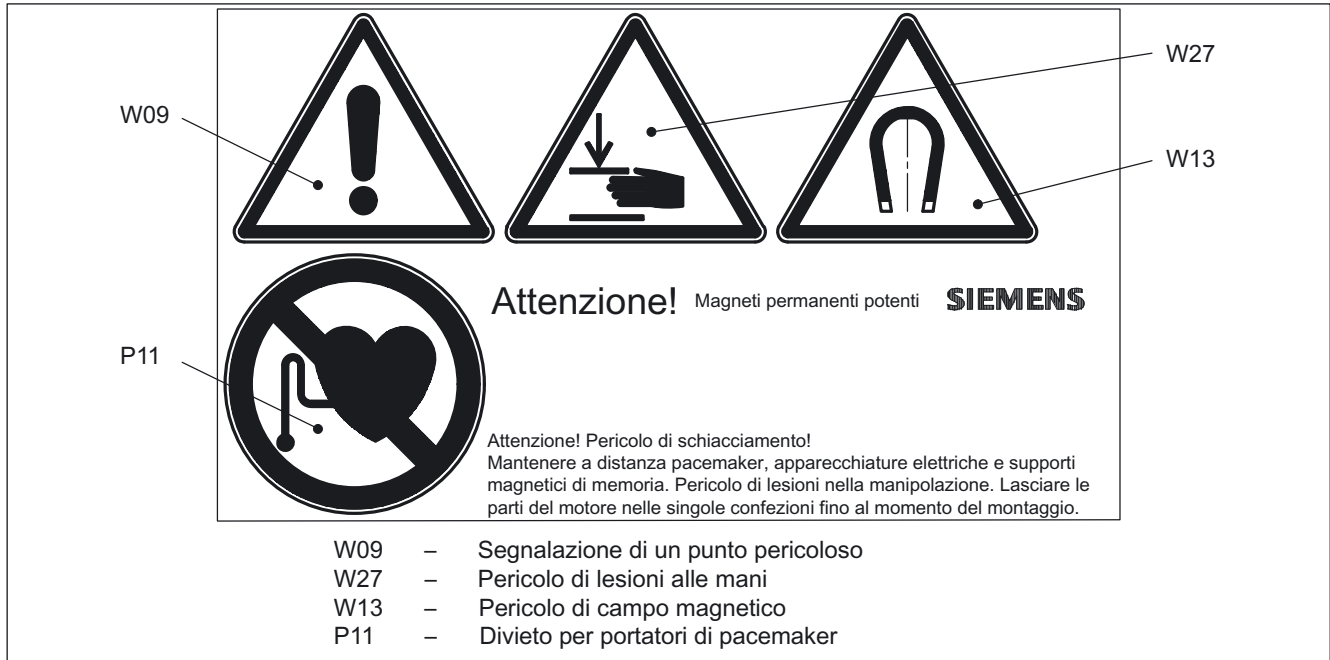 W27
W09
W13
Attenzione! Magneti permanenti potenti SIEMENS
P11
Attenzione! Pericolo di schiacciamento!
Mantenere a distanza pacemaker, apparecchiature elettriche e supporti
magnetici di memoria. Pericolo di lesioni nella manipolazione. Lasciare le
parti del motore nelle singole confezioni fino al momento del montaggio.
W09 – Segnalazione di un punto pericoloso
W27 – Pericolo di lesioni alle mani
W13 – Pericolo di campo magnetico
P11 – Divieto per portatori di pacemaker